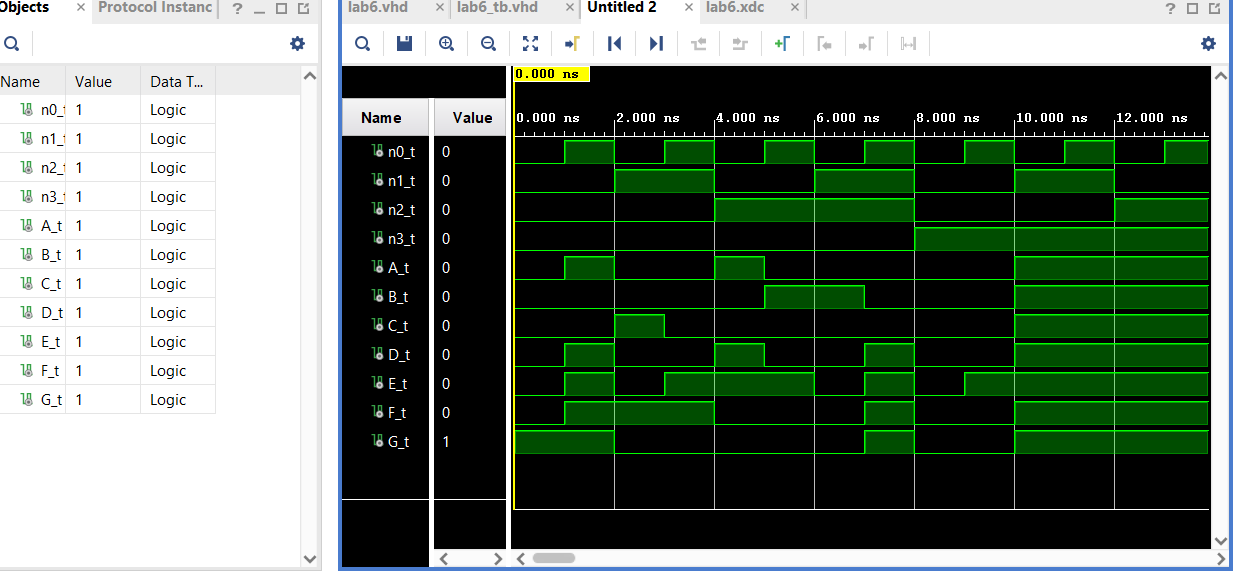 Objects × Protocol Instanc ?
Name Value Data T...
n0_t 1 Logic
n1_t 1 Logic
n2_t 1 Logic
n3_t 1 Logic
A_t 1 Logic
B_t 1 Logic
C_t 1 Logic
D_t 1 Logic
E_t 1 Logic
F_t 1 Logic
G_t 1 Logic
lab6.vhd × lab6_tb.vhd × Untitled 2 × lab6.xdc × ?
0.000 ns
Name Value
0.000 ns 2.000 ns 4.000 ns 6.000 ns 8.000 ns 10.000 ns 12.000 ns
n0_t 0
n1_t 0
n2_t 0
n3_t 0
A_t 0
B_t 0
C_t 0
D_t 0
E_t 0
F_t 0
G_t 1